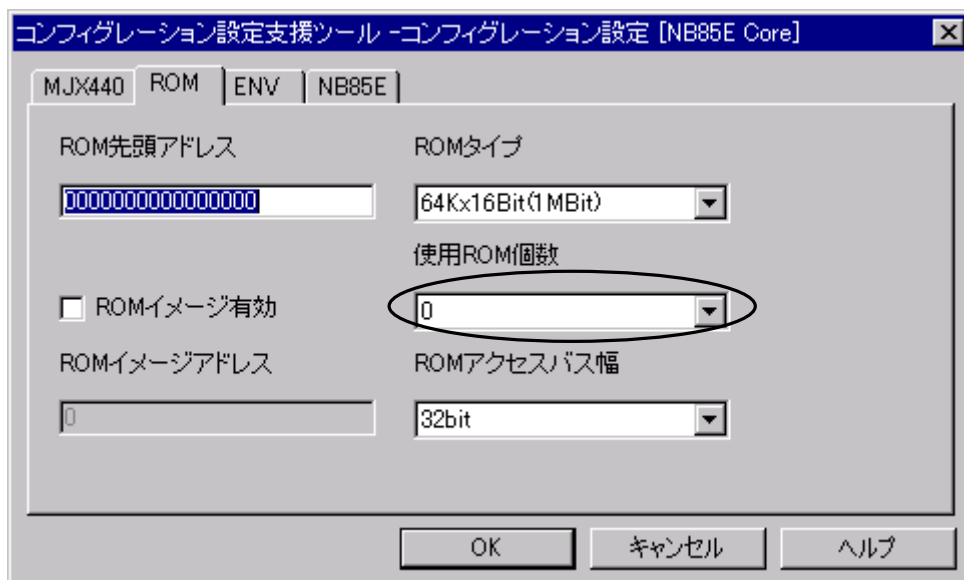 コンフィグレーション設定支援ツール -コンフィグレーション設定 [NB85E Core]
MJX440 ROM ENV NB85E
ROM先頭アドレス ROMタイプ
0000000000000000 64Kx16Bit(1MBit)
使用ROM個数
ROMイメージ有効 0
ROMイメージアドレス ROMアクセスバス幅
0 32bit
OK キャンセル ヘルプ